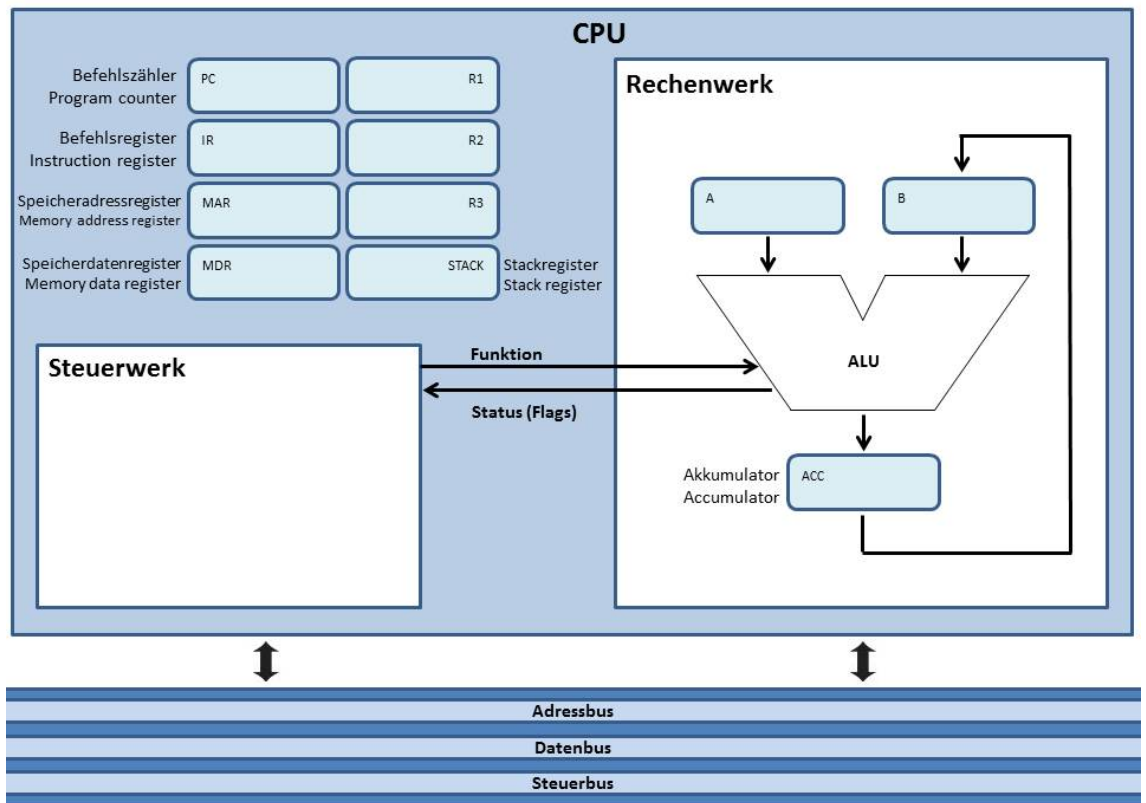 CPU
Befehlszähler
Program counter
PC
R1
Befehlsregister
Instruction register
IR
R2
Speicheradressregister
Memory address register
MAR
R3
Speicherdatenregister
Memory data register
MDR
STACK
Stackregister
Stack register
Rechenwerk
A
B
ALU
Akkumulator
Accumulator
ACC
Steuerwerk
Funktion
Status (Flags)
Adressbus
Datenbus
Steuerbus